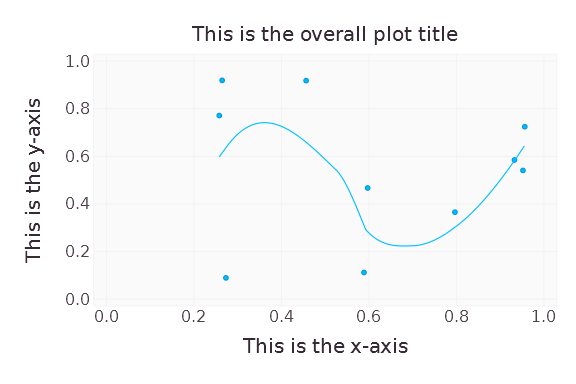 This is the overall plot title
This is the y-axis
1.0
0.8
0.6
0.4
0.2
0.0
0.0 0.2 0.4 0.6 0.8 1.0
This is the x-axis